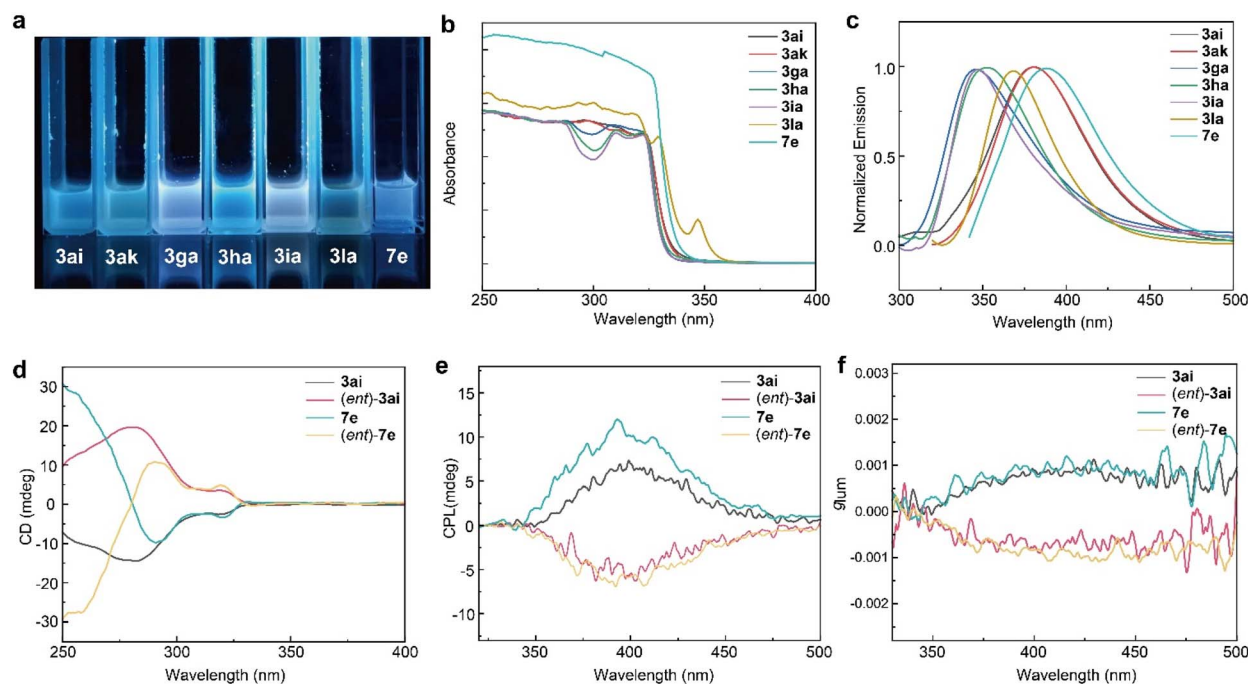 a
3ai 3ak 3ga 3ha 3ia 3la 7e
b
Absorbance
3ai
3ak
3ga
3ha
3ia
3la
7e
250 300 350 400
Wavelength (nm)
c
Normalized Emission
1.0
0.5
0.0
3ai
3ak
3ga
3ha
3ia
3la
7e
300 350 400 450 500
Wavelength (nm)
d
CD (mdeg)
30
20
10
0
-10
-20
-30
3ai
(ent)-3ai
7e
(ent)-7e
250 300 350 400
Wavelength (nm)
e
CPL(mdeg)
15
10
5
0
-5
-10
3ai
(ent)-3ai
7e
(ent)-7e
350 400 450 500
Wavelength (nm)
f
glum
0.003
0.002
0.001
0.000
-0.001
-0.002
3ai
(ent)-3ai
7e
(ent)-7e
350 400 450 500
Wavelength (nm)